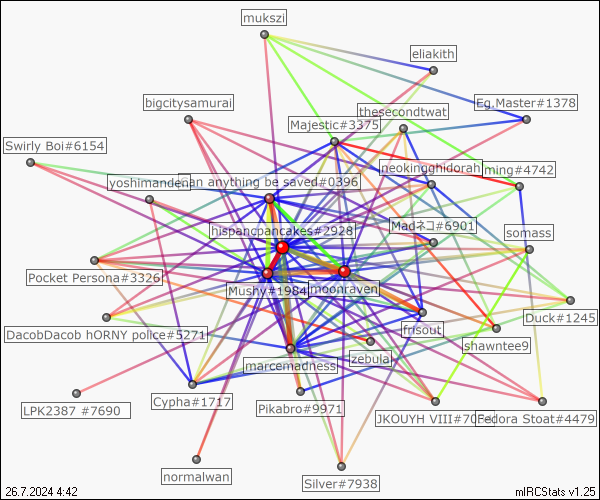 mukszi
eliakith
bigcitysamurai
Eg.Master#1378
thesecondtwat
Majestic#3375
Swirly Boi#6154
neokingghidorah
ming#4742
yoshimanden
an anything be saved#0396
Madネコ#6901
hispancpancakes#2928
somass
Pocket Persona#3326
Mushy#1984
moonraven
Duck#1245
DacobDacob hORNY police#5271
frisout
shawntee9
zebula
marcemadness
LPK2387 #7690
Cypha#1717
Pikabro#9971
JKOUYH VIII#70
Fedora Stoat#4479
normalwan
Silver#7938
26.7.2024 4:42
mIRCStats v1.25